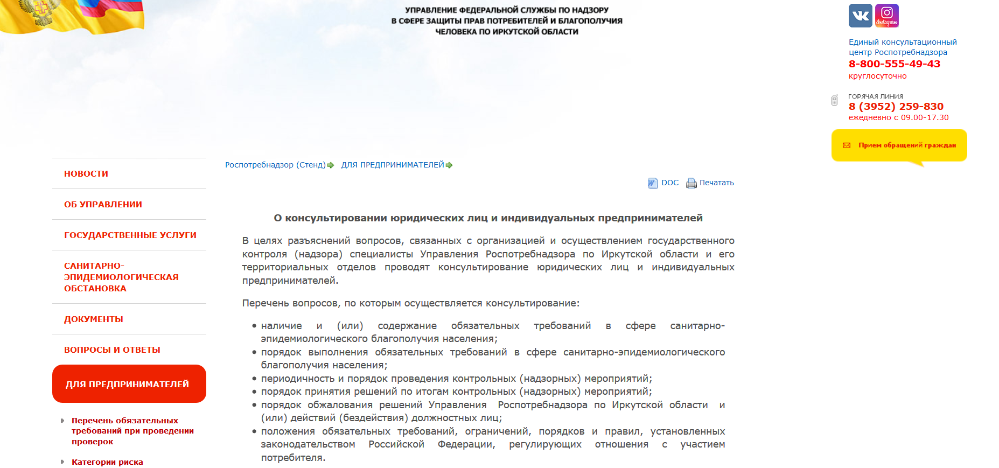 УПРАВЛЕНИЕ ФЕДЕРАЛЬНОЙ СЛУЖБЫ ПО НАДЗОРУ
В СФЕРЕ ЗАЩИТЫ ПРАВ ПОТРЕБИТЕЛЕЙ И БЛАГОПОЛУЧИЯ
ЧЕЛОВЕКА ПО ИРКУТСКОЙ ОБЛАСТИ
Instagram
Единый консультационный
центр Роспотребнадзора
8-800-555-49-43
круглосуточно
ГОРЯЧАЯ ЛИНИЯ
8 (3952) 259-830
ежедневно с 09.00-17.30
Прием обращений граждан
НОВОСТИ
ОБ УПРАВЛЕНИИ
ГОСУДАРСТВЕННЫЕ УСЛУГИ
САНИТАРНО-
ЭПИДЕМИОЛОГИЧЕСКАЯ
ОБСТАНОВКА
ДОКУМЕНТЫ
ВОПРОСЫ И ОТВЕТЫ
ДЛЯ ПРЕДПРИНИМАТЕЛЕЙ
Перечень обязательных
требований при проведении
проверок
Категории риска
Роспотребнадзор (Стенд) ДЛЯ ПРЕДПРИНИМАТЕЛЕЙ
DOC Печатать
О консультировании юридических лиц и индивидуальных предпринимателей
В целях разъяснений вопросов, связанных с организацией и осуществлением государственного
контроля (надзора) специалисты Управления Роспотребнадзора по Иркутской области и его
территориальных отделов проводят консультирование юридических лиц и индивидуальных
предпринимателей.
Перечень вопросов, по которым осуществляется консультирование:
• наличие и (или) содержание обязательных требований в сфере санитарно-
эпидемиологического благополучия населения;
• порядок выполнения обязательных требований в сфере санитарно-эпидемиологического
благополучия населения;
• периодичность и порядок проведения контрольных (надзорных) мероприятий;
• порядок принятия решений по итогам контрольных (надзорных) мероприятий;
• порядок обжалования решений Управления Роспотребнадзора по Иркутской области и
(или) действий (бездействия) должностных лиц;
• положения обязательных требований, ограничений, порядков и правил, установленных
законодательством Российской Федерации, регулирующих отношения с участием
потребителя.